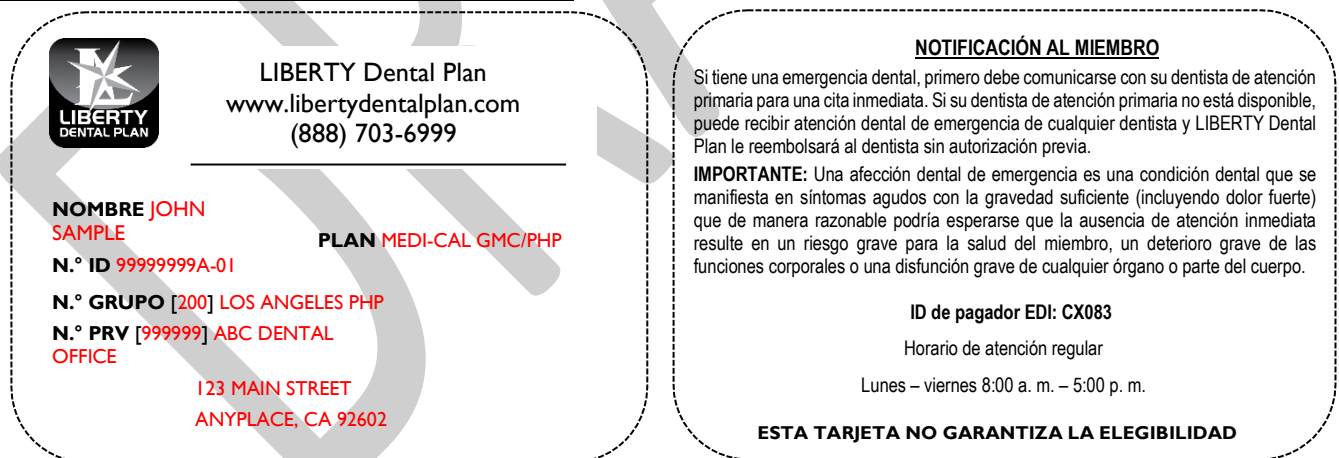 LIBERTY
DENTAL PLAN
LIBERTY Dental Plan
www.libertydentalplan.com
(888) 703-6999
NOMBRE JOHN
SAMPLE
PLAN MEDI-CAL GMC/PHP
N.° ID 99999999A-01
N.° GRUPO [200] LOS ANGELES PHP
N.° PRV [999999] ABC DENTAL
OFFICE
123 MAIN STREET
ANYPLACE, CA 92602
NOTIFICACIÓN AL MIEMBRO
Si tiene una emergencia dental, primero debe comunicarse con su dentista de atención
primaria para una cita inmediata. Si su dentista de atención primaria no está disponible,
puede recibir atención dental de emergencia de cualquier dentista y LIBERTY Dental
Plan le reembolsará al dentista sin autorización previa.
IMPORTANTE: Una afección dental de emergencia es una condición dental que se
manifiesta en síntomas agudos con la gravedad suficiente (incluyendo dolor fuerte)
que de manera razonable podría esperarse que la ausencia de atención inmediata
resulte en un riesgo grave para la salud del miembro, un deterioro grave de las
funciones corporales o una disfunción grave de cualquier órgano o parte del cuerpo.
ID de pagador EDI: CX083
Horario de atención regular
Lunes – viernes 8:00 a. m. – 5:00 p. m.
ESTA TARJETA NO GARANTIZA LA ELEGIBILIDAD